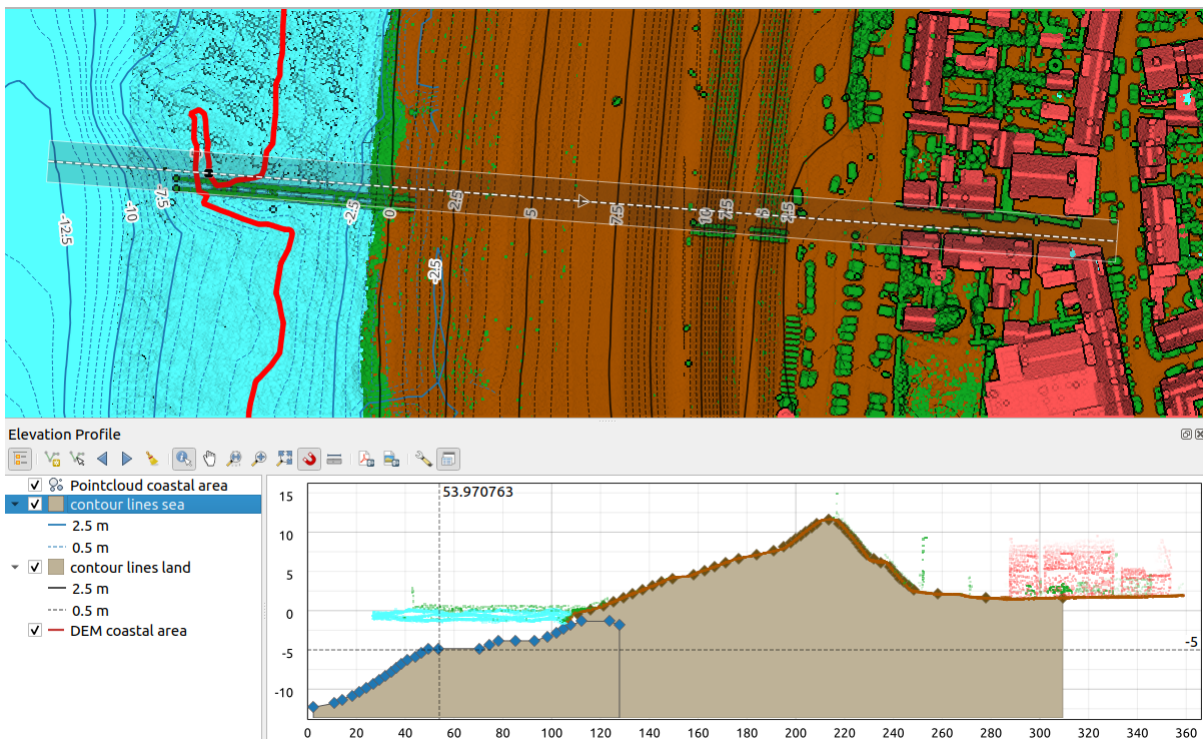 -12.5
-10
-7.5
-2.5
0
2.5
-2.5
5
7.5
10
7.5
5
2.5
Elevation Profile
Pointcloud coastal area
contour lines sea
2.5 m
0.5 m
contour lines land
2.5 m
0.5 m
DEM coastal area
53.970763
15
10
5
0
-5
-10
-5
0 20 40 60 80 100 120 140 160 180 200 220 240 260 280 300 320 340 360